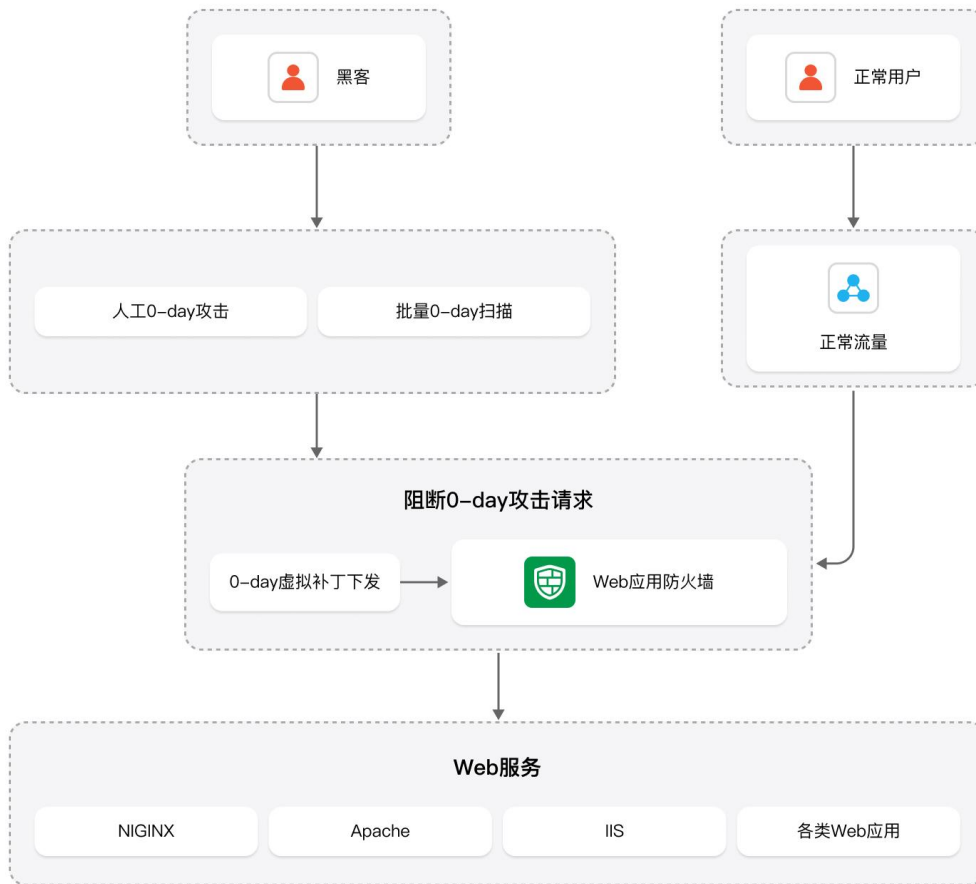 黑客
正常用户
人工0-day攻击
批量0-day扫描
正常流量
阻断0-day攻击请求
0-day虚拟补丁下发
Web应用防火墙
Web服务
NIGINX
Apache
IIS
各类Web应用